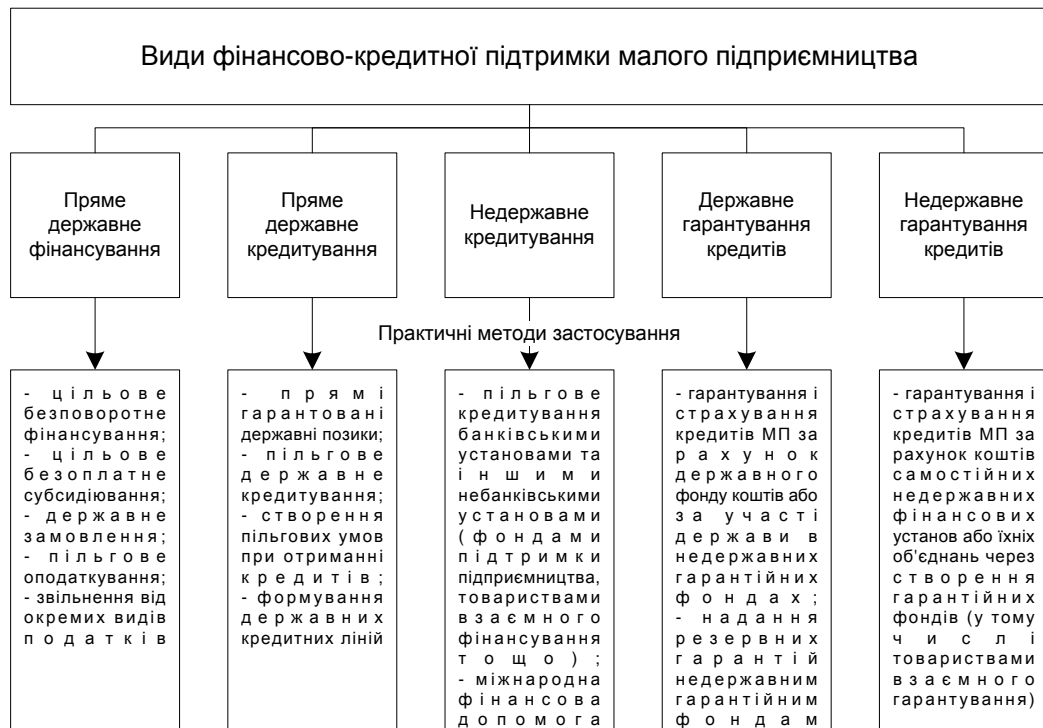 Види фінансово-кредитної підтримки малого підприємництва
Пряме
державне
фінансування
Пряме
державне
кредитування
Недержавне
кредитування
Державне
гарантування
кредитів
Недержавне
гарантування
кредитів
Практичні методи застосування
- цільове
безповоротне
фінансування;
- цільове
безоплатне
субсидіювання;
- державне
замовлення;
- пільгове
оподаткування;
- звільнення від
окремих видів
податків
- прямі
гарантовані
державні позики;
- пільгове
державне
кредитування;
- створення
пільгових умов
при отриманні
кредитів;
- формування
державних
кредитних ліній
- пільгове
кредитування
банківськими
установами та
іншими
небанківськими
установами
(фондами
підтримки
підприємництва,
товариствами
взаємного
фінансування
тощо);
- міжнародна
фінансова
допомога
- гарантування і
страхування
кредитів МП за
рахунок
державного
фонду коштів або
за участі
держави в
недержавних
гарантійних
фондах;
- надання
резервних
гарантій
недержавним
гарантійним
фондам
- гарантування і
страхування
кредитів МП за
рахунок коштів
самостійних
недержавних
фінансових
установ або їхніх
об'єднань через
створення
гарантійних
фондів (у тому
числі
товариствами
взаємного
гарантування)